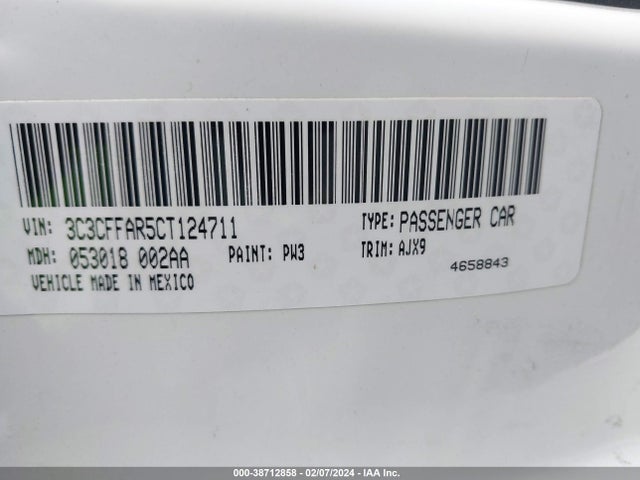 VIN: 3C3CFFAR5CT124711 TYPE: PASSENGER CAR
MDH: 053018 002AA PAINT: PW3 TRIM: AJX9
VEHICLE MADE IN MEXICO 4658843
000-38712858 - 02/07/2024 - IAA Inc.